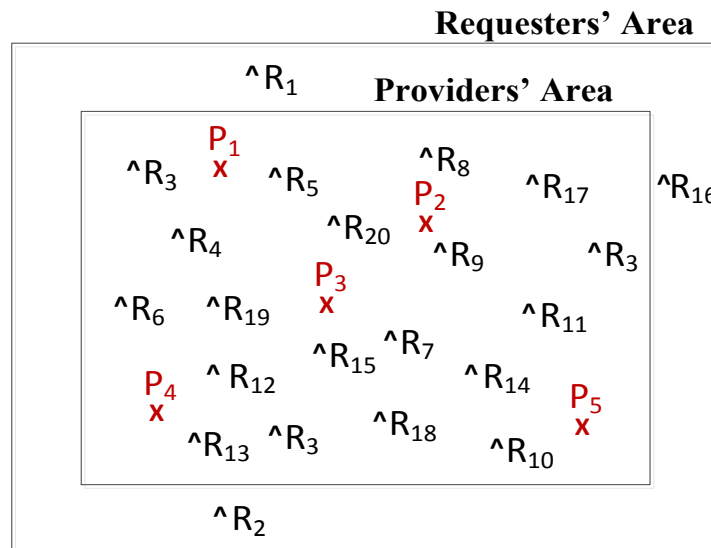 Requesters' Area
^R₁
Providers' Area
P₁
x
^R₃
^R₅
^R₈
^R₁₇
^R₁₆
P₂
x
^R₄
^R₂₀
^R₉
^R₃
P₃
x
^R₆
^R₁₉
^R₁₁
^R₁₅
^R₇
^R₁₂
^R₁₄
P₄
x
P₅
x
^R₁₃
^R₃
^R₁₈
^R₁₀
^R₂